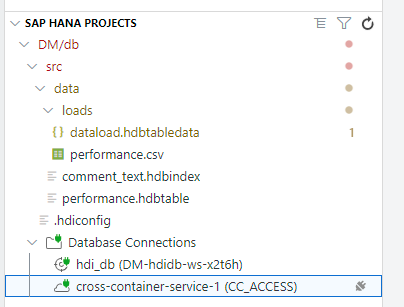 SAP HANA PROJECTS
DM/db
src
data
loads
{ } dataload.hdbtabledata 1
performance.csv
comment_text.hdbindex
performance.hdbtable
.hdiconfig
Database Connections
hdi_db (DM-hdidb-ws-x2t6h)
cross-container-service-1 (CC_ACCESS)